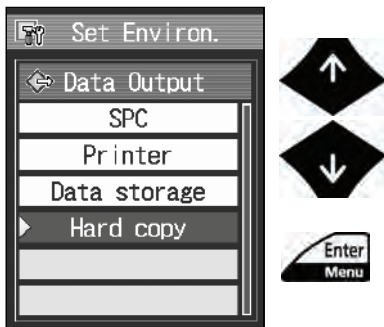 Set Environ.
Data Output
SPC
Printer
Data storage
Hard copy
Enter
Menu